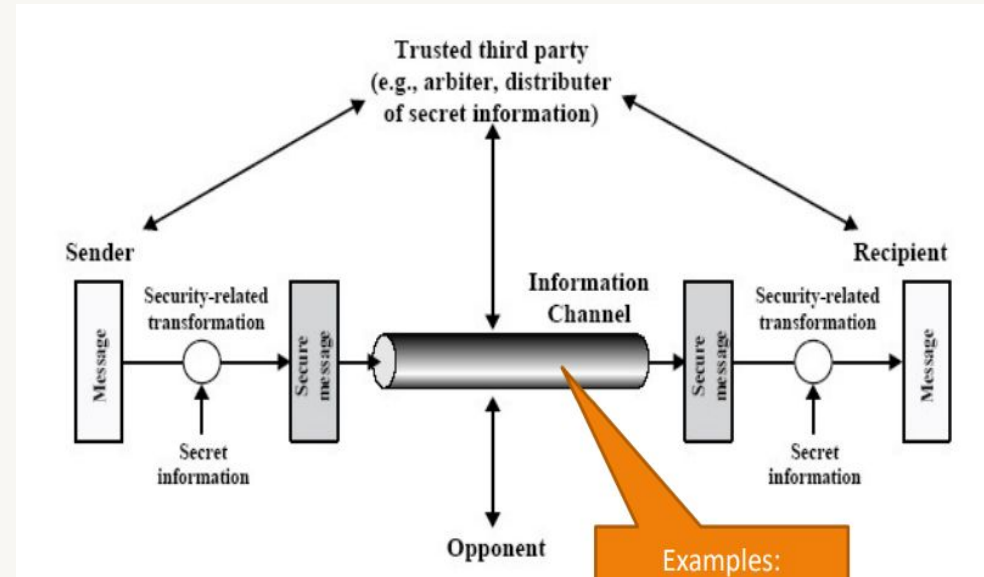 Trusted third party
(e.g., arbiter, distributer
of secret information)
Sender
Recipient
Information
Channel
Security-related
transformation
Security-related
transformation
Message
Secure
message
Secure
message
Message
Secret
information
Secret
information
Opponent
Examples: